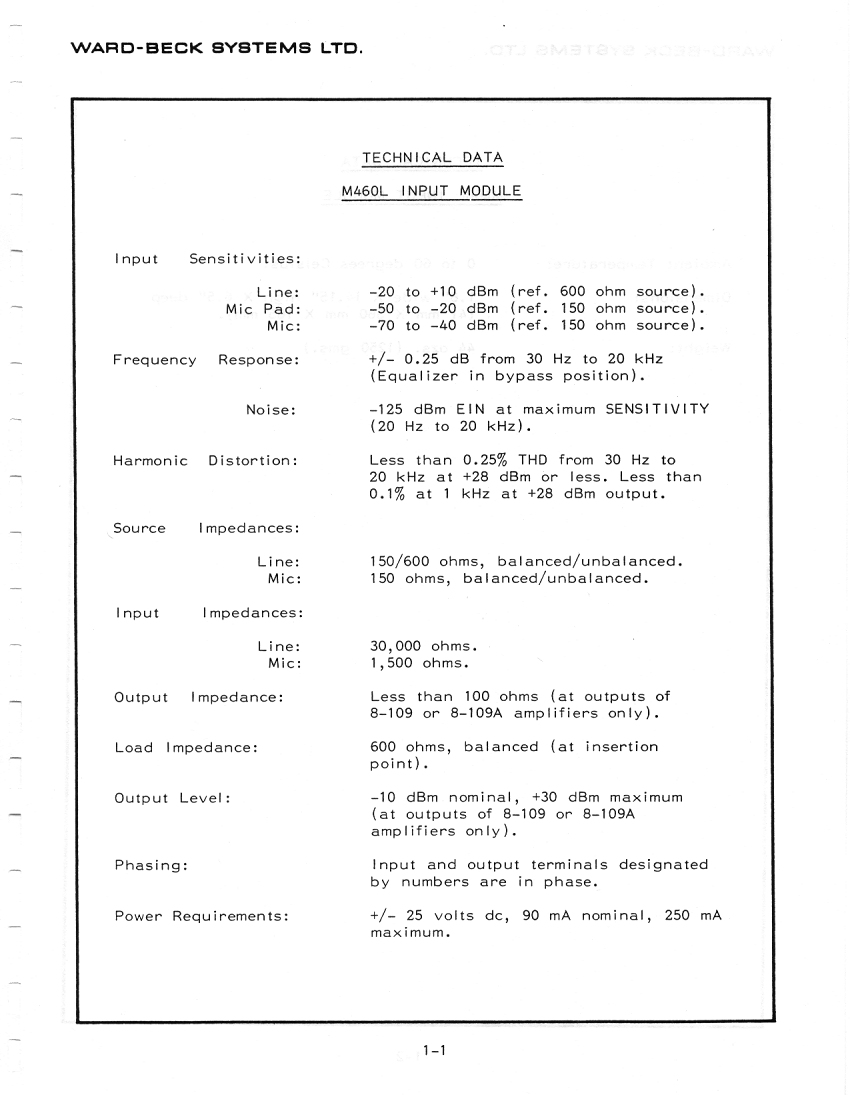 WARD-BECK SYSTEMS LTD.
TECHNICAL DATA
M460L INPUT MODULE
Input Sensitivities:
Line: -20 to +10 dBm (ref. 600 ohm source).
Mic Pad: -50 to -20 dBm (ref. 150 ohm source).
Mic: -70 to -40 dBm (ref. 150 ohm source).
Frequency Response: +/- 0.25 dB from 30 Hz to 20 kHz
(Equalizer in bypass position).
Noise: -125 dBm EIN at maximum SENSITIVITY
(20 Hz to 20 kHz).
Harmonic Distortion: Less than 0.25% THD from 30 Hz to
20 kHz at +28 dBm or less. Less than
0.1% at 1 kHz at +28 dBm output.
Source Impedances:
Line: 150/600 ohms, balanced/unbalanced.
Mic: 150 ohms, balanced/unbalanced.
Input Impedances:
Line: 30,000 ohms.
Mic: 1,500 ohms.
Output Impedance: Less than 100 ohms (at outputs of
8-109 or 8-109A amplifiers only).
Load Impedance: 600 ohms, balanced (at insertion
point).
Output Level: -10 dBm nominal, +30 dBm maximum
(at outputs of 8-109 or 8-109A
amplifiers only).
Phasing: Input and output terminals designated
by numbers are in phase.
Power Requirements: +/- 25 volts dc, 90 mA nominal, 250 mA
maximum.
1-1